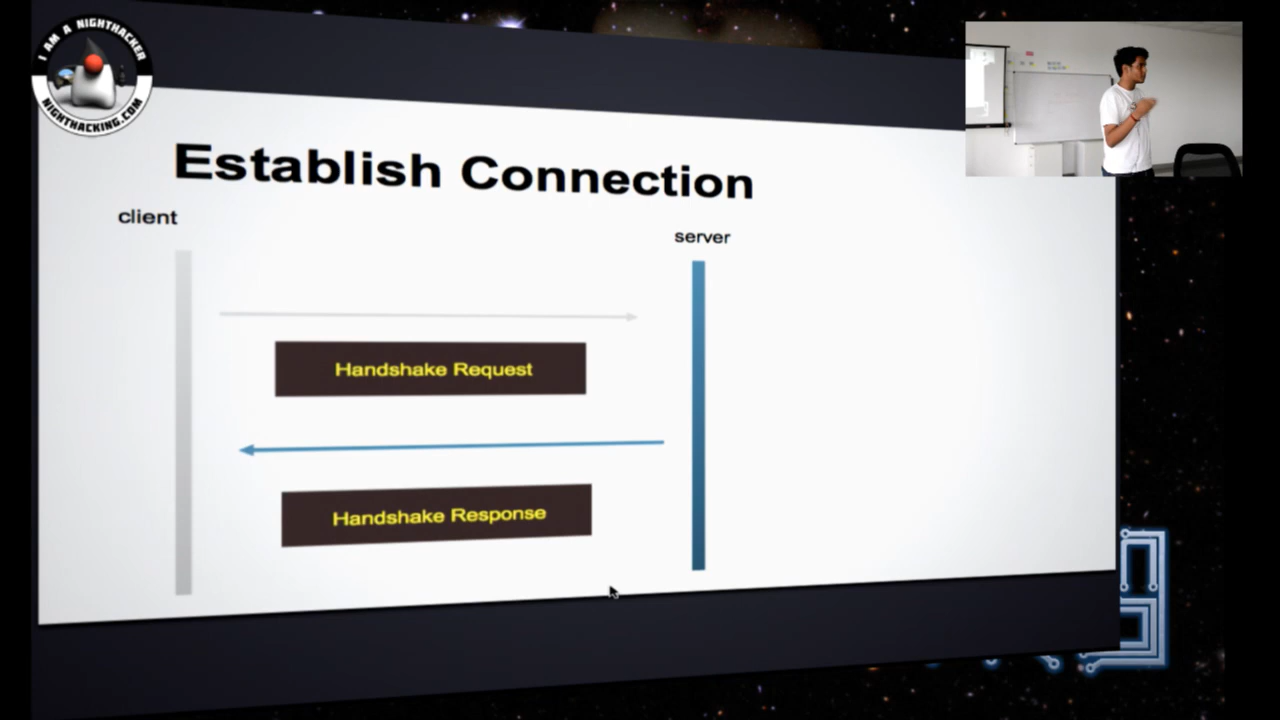 I AM A NIGHTHACKER
NIGHTHACKING.COM
Establish Connection
client
server
Handshake Request
Handshake Response